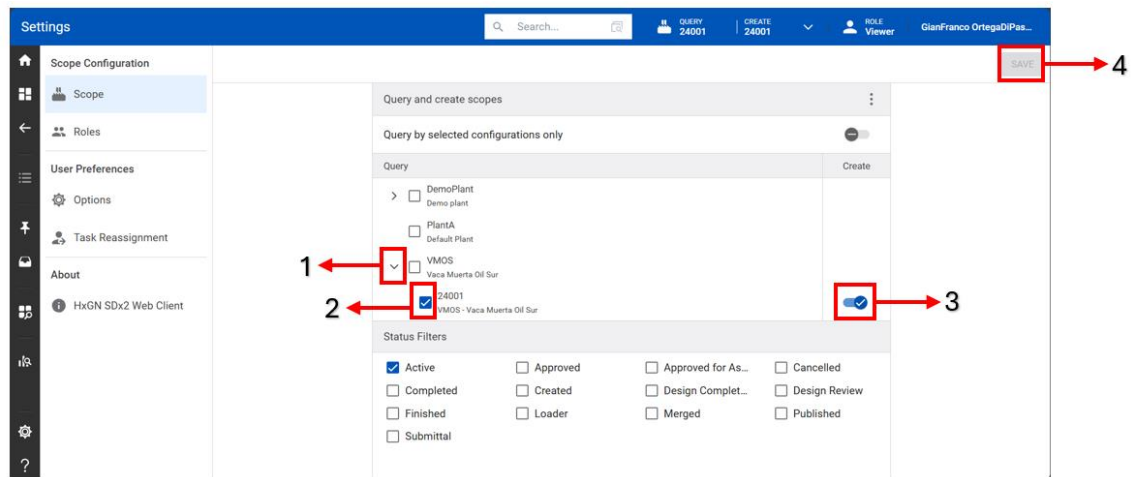 Settings
Search...
QUERY
24001
CREATE
24001
ROLE
Viewer
GianFranco OrtegaDiPas...
Scope Configuration
SAVE
4
Scope
Query and create scopes
Roles
Query by selected configurations only
User Preferences
Query
Create
Options
DemoPlant
Demo plant
Task Reassignment
PlantA
Default Plant
About
1
VMOS
Vaca Muerta Oil Sur
HxGN SDx2 Web Client
2
24001
VMOS - Vaca Muerta Oil Sur
3
Status Filters
Active
Approved
Approved for As...
Cancelled
Completed
Created
Design Complet...
Design Review
Finished
Loader
Merged
Published
Submittal